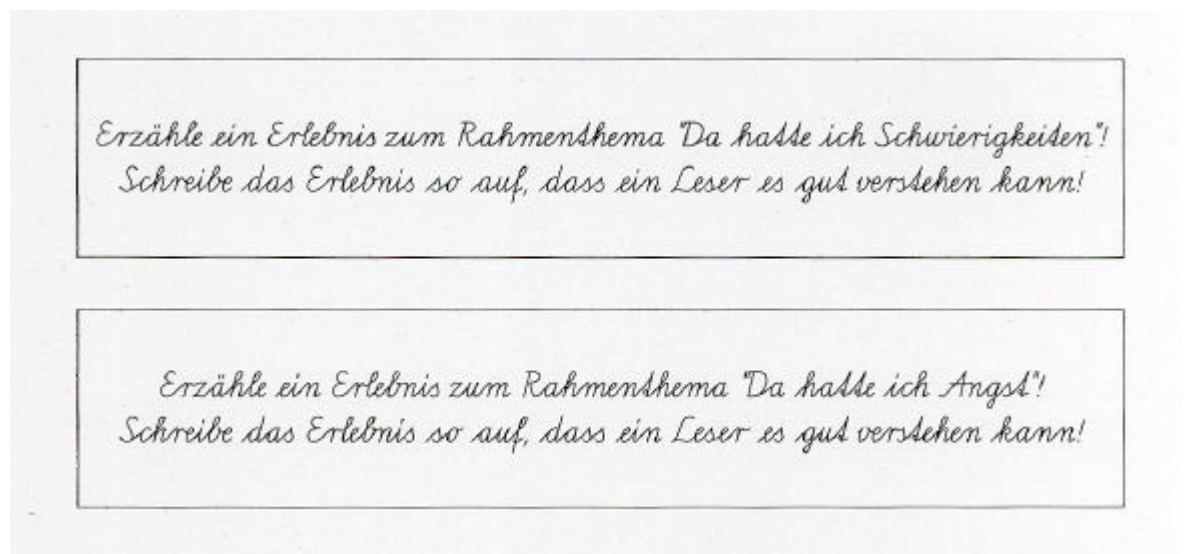 Erzähle ein Erlebnis zum Rahmenthema "Da hatte ich Schwierigkeiten"!
Schreibe das Erlebnis so auf, dass ein Leser es gut verstehen kann!
Erzähle ein Erlebnis zum Rahmenthema "Da hatte ich Angst"!
Schreibe das Erlebnis so auf, dass ein Leser es gut verstehen kann!